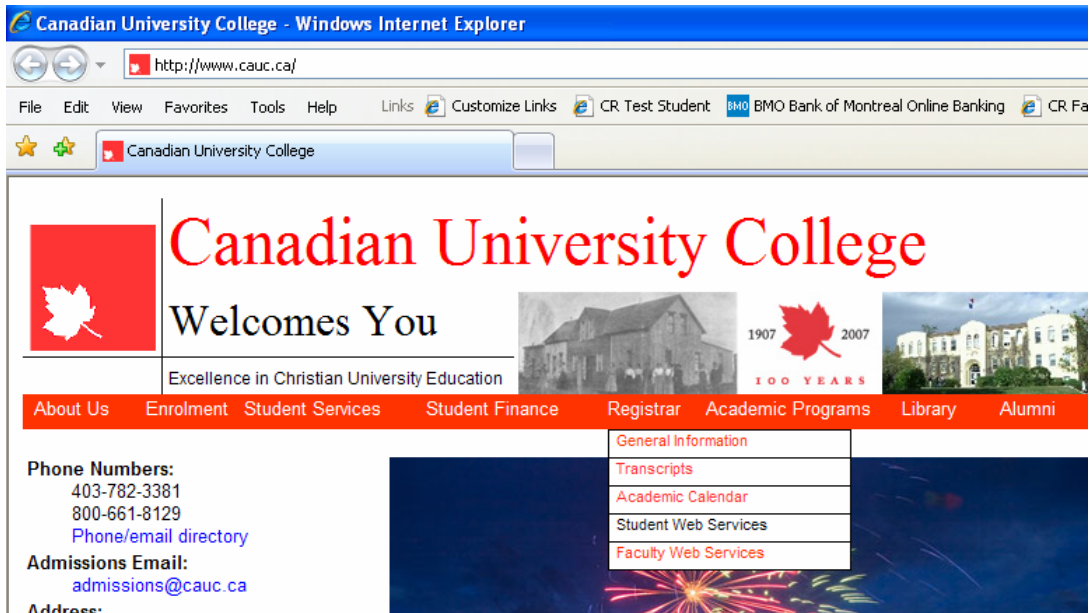 Canadian University College - Windows Internet Explorer
http://www.cauc.ca/
File Edit View Favorites Tools Help Links Customize Links CR Test Student BMO BMO Bank of Montreal Online Banking CR Fa
Canadian University College
Canadian University College
Welcomes You
1907 2007
100 YEARS
Excellence in Christian University Education
About Us Enrolment Student Services Student Finance Registrar Academic Programs Library Alumni
General Information
Transcripts
Academic Calendar
Student Web Services
Faculty Web Services
Phone Numbers:
403-782-3381
800-661-8129
Phone/email directory
Admissions Email:
admissions@cauc.ca
Address: